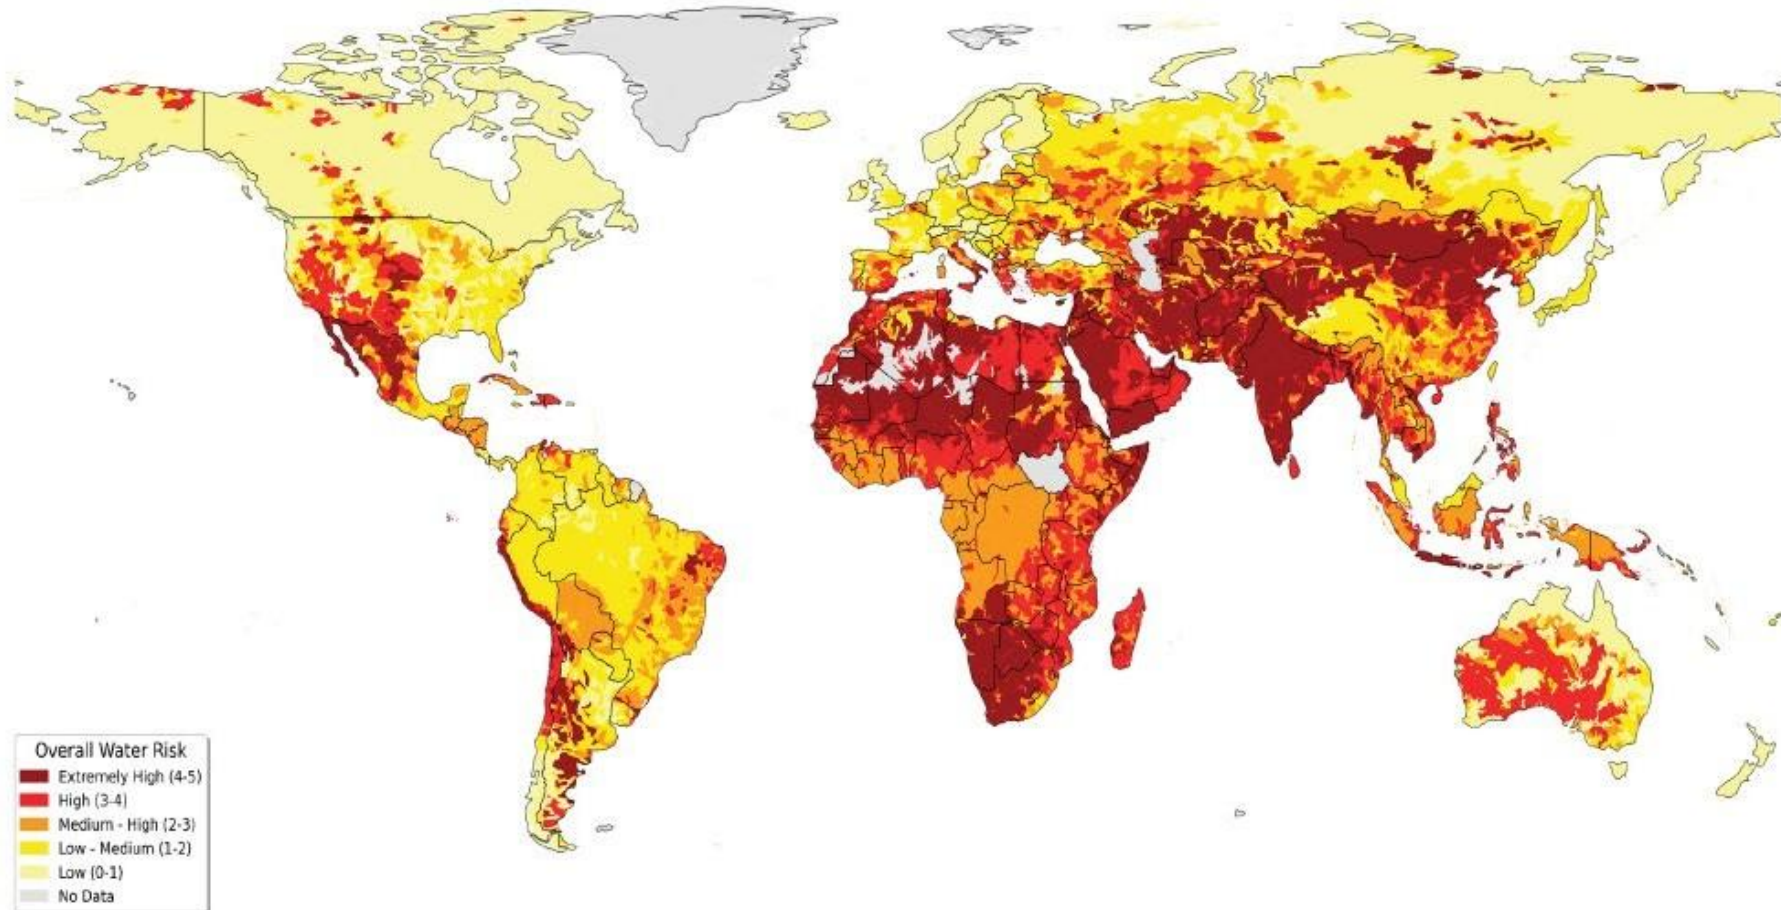 Overall Water Risk
Extremely High (4-5)
High (3-4)
Medium - High (2-3)
Low - Medium (1-2)
Low (0-1)
No Data